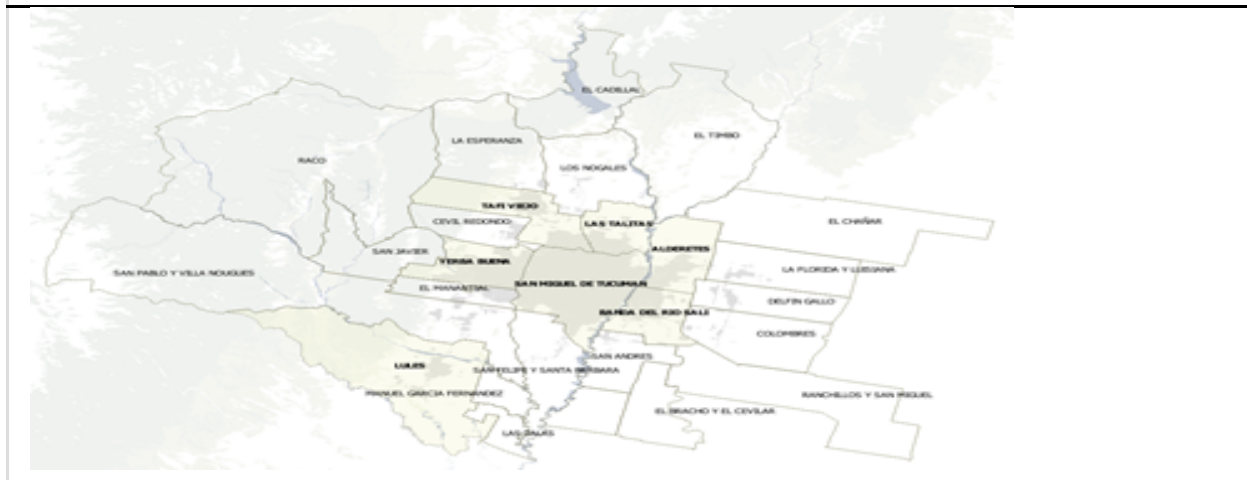 EL CADILLAL
EL TIMBO
LA ESPERANZA
RACO
LOS NOGALES
TAFI VIEJO
CEVIL REDONDO
LAS TALITAS
EL CHAÑAR
SAN JAVIER
ALDERETES
YERBA BUENA
SAN PABLO Y VILLA NOUGUES
LA FLORIDA Y LUISIANA
EL MANANTIAL
SAN MIGUEL DE TUCUMAN
DELFIN GALLO
BANDA DEL RIO SALI
COLOMBRES
SAN ANDRES
LULES
SAN FELIPE Y SANTA BARBARA
MANUEL GARCIA FERNANDEZ
RANCHILLOS Y SAN MIGUEL
EL BRACHO Y EL CEVILAR